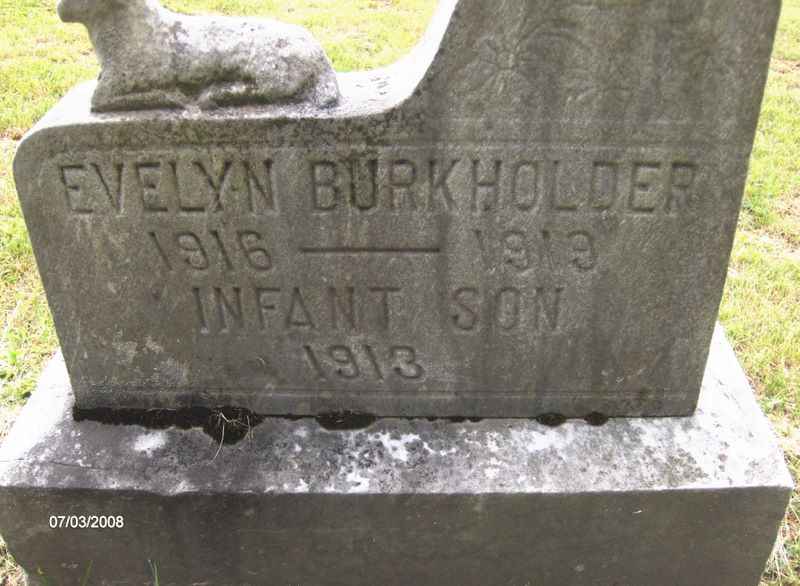 EVELYN BURKHOLDER
1916 — 1919
INFANT SON
1913
07/03/2008